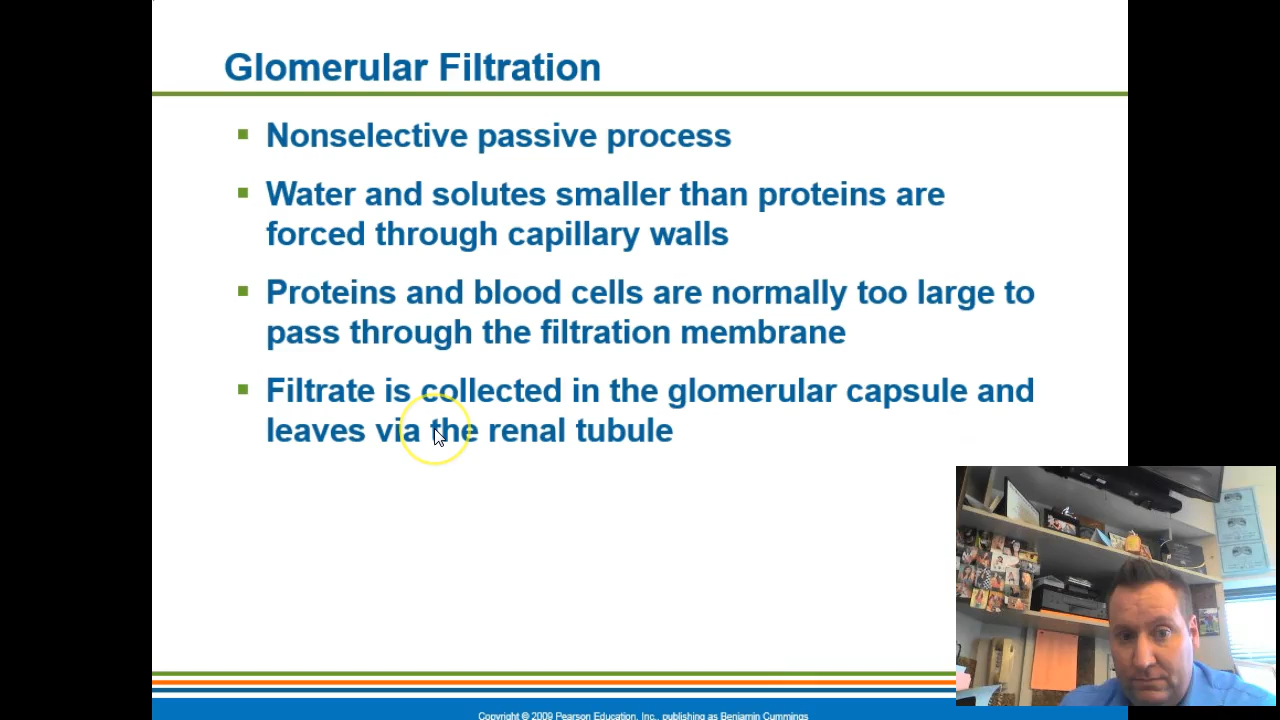 Glomerular Filtration
Nonselective passive process
Water and solutes smaller than proteins are
forced through capillary walls
Proteins and blood cells are normally too large to
pass through the filtration membrane
Filtrate is collected in the glomerular capsule and
leaves via the renal tubule
Copyright © 2009 Pearson Education, Inc., publishing as Benjamin Cummings